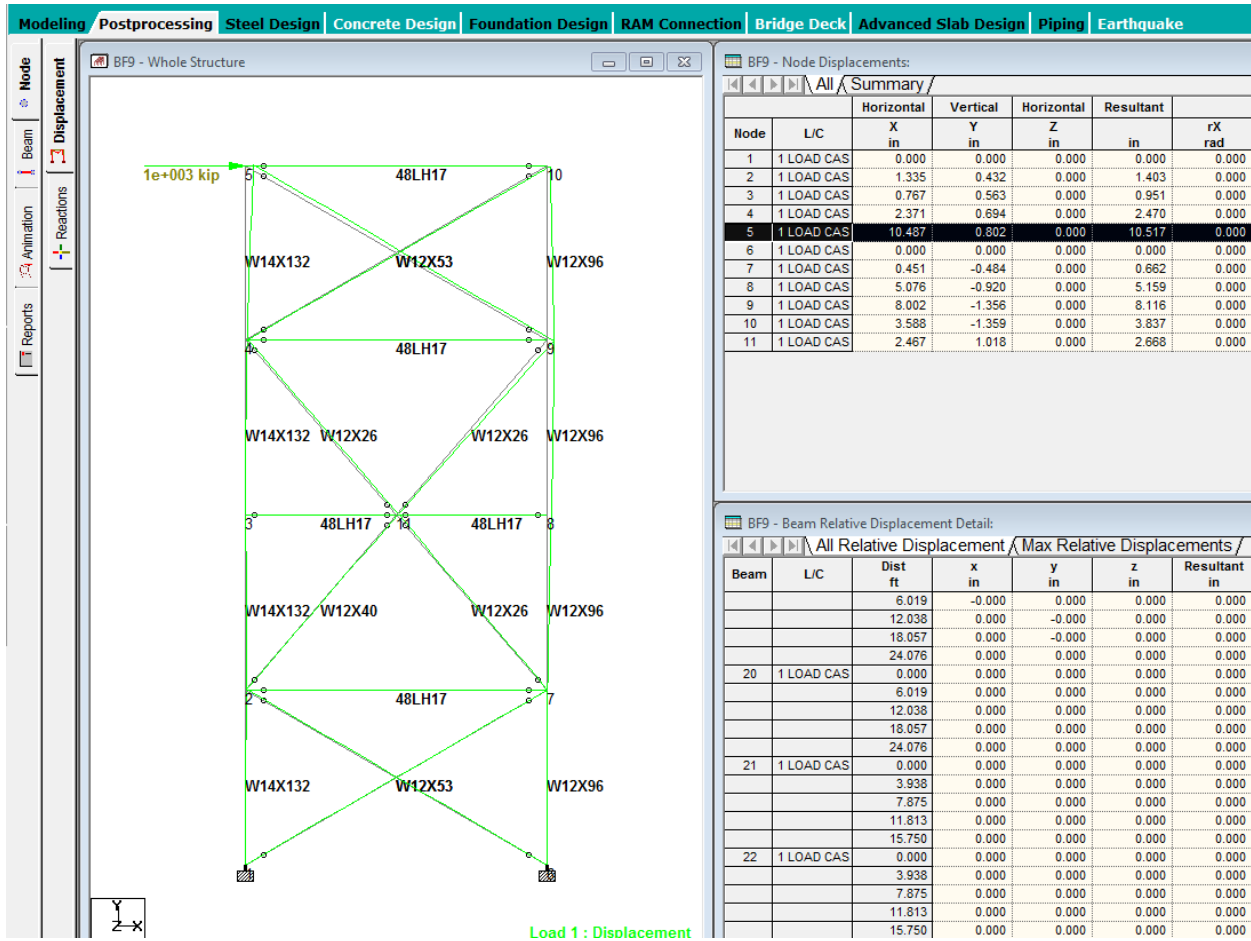 Modeling Postprocessing Steel Design Concrete Design Foundation Design RAM Connection Bridge Deck Advanced Slab Design Piping Earthquake
Node
Beam
Animation
Reports
Displacement
Reactions
BF9 - Whole Structure
1e+003 kip
5 48LH17 10
W14X132 W12X53 W12X96
4 48LH17 9
W14X132 W12X26 W12X26 W12X96
3 48LH17 11 48LH17 8
W14X132 W12X40 W12X26 W12X96
2 48LH17 7
W14X132 W12X53 W12X96
Y
Z X
Load 1 : Displacement
BF9 - Node Displacements:
All Summary
Horizontal Vertical Horizontal Resultant
Node L/C X Y Z rX
in in in in rad
1 1 LOAD CAS 0.000 0.000 0.000 0.000 0.000
2 1 LOAD CAS 1.335 0.432 0.000 1.403 0.000
3 1 LOAD CAS 0.767 0.563 0.000 0.951 0.000
4 1 LOAD CAS 2.371 0.694 0.000 2.470 0.000
5 1 LOAD CAS 10.487 0.802 0.000 10.517 0.000
6 1 LOAD CAS 0.000 0.000 0.000 0.000 0.000
7 1 LOAD CAS 0.451 -0.484 0.000 0.662 0.000
8 1 LOAD CAS 5.076 -0.920 0.000 5.159 0.000
9 1 LOAD CAS 8.002 -1.356 0.000 8.116 0.000
10 1 LOAD CAS 3.588 -1.359 0.000 3.837 0.000
11 1 LOAD CAS 2.467 1.018 0.000 2.668 0.000
BF9 - Beam Relative Displacement Detail:
All Relative Displacement Max Relative Displacements
Beam L/C Dist x y z Resultant
ft in in in in
6.019 -0.000 0.000 0.000 0.000
12.038 0.000 -0.000 0.000 0.000
18.057 0.000 -0.000 0.000 0.000
24.076 0.000 0.000 0.000 0.000
20 1 LOAD CAS 0.000 0.000 0.000 0.000 0.000
6.019 0.000 0.000 0.000 0.000
12.038 0.000 0.000 0.000 0.000
18.057 0.000 0.000 0.000 0.000
24.076 0.000 0.000 0.000 0.000
21 1 LOAD CAS 0.000 0.000 0.000 0.000 0.000
3.938 0.000 0.000 0.000 0.000
7.875 0.000 0.000 0.000 0.000
11.813 0.000 0.000 0.000 0.000
15.750 0.000 0.000 0.000 0.000
22 1 LOAD CAS 0.000 0.000 0.000 0.000 0.000
3.938 0.000 0.000 0.000 0.000
7.875 0.000 0.000 0.000 0.000
11.813 0.000 0.000 0.000 0.000
15.750 0.000 0.000 0.000 0.000